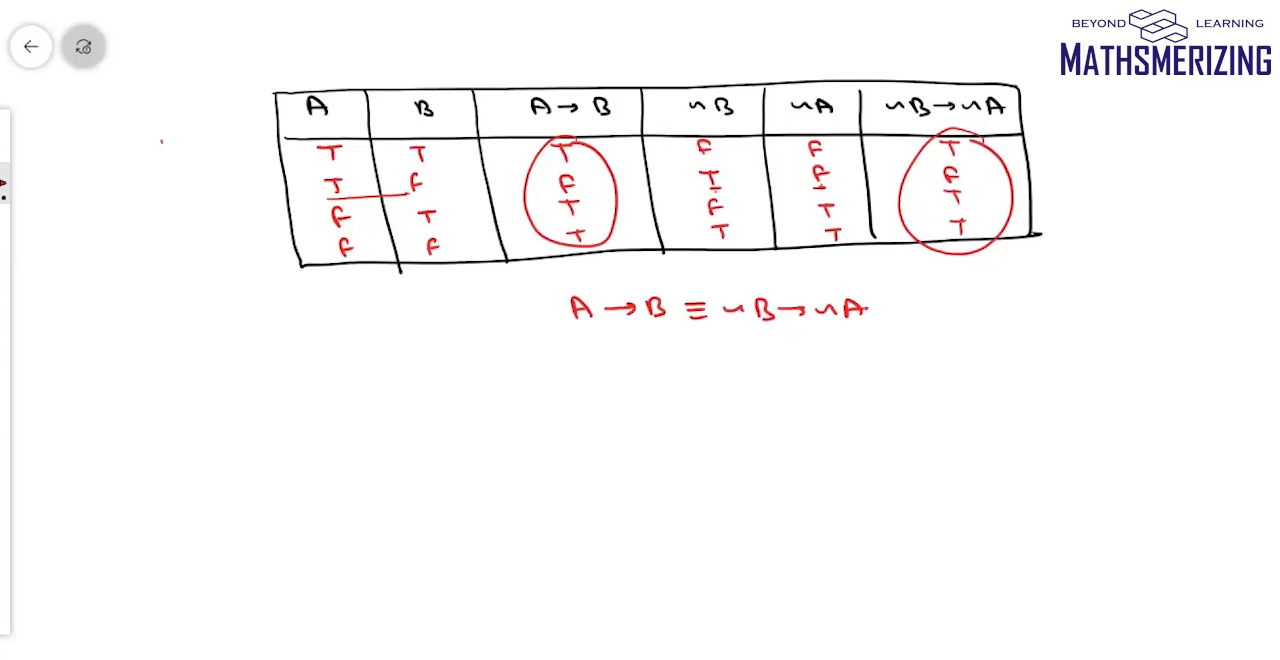 BEYOND LEARNING
MATHSMERIZING
A B A → B ~B ~A ~B → ~A
T T T F F T
T F F T F F
F T T F T T
F F T T T T
A → B ≡ ~B → ~A